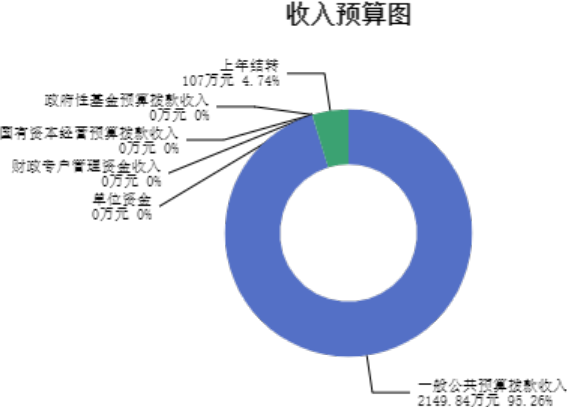 收入预算图
上年结转
107万元 4.74%
政府性基金预算拨款收入
0万元 0%
国有资本经营预算拨款收入
0万元 0%
财政专户管理资金收入
0万元 0%
单位资金
0万元 0%
一般公共预算拨款收入
2149.84万元 95.26%